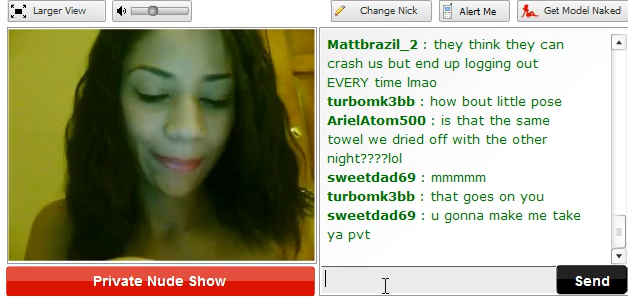 Larger View
Change Nick
Alert Me
Get Model Naked
Mattbrazil_2 : they think they can
crash us but end up logging out
EVERY time lmao
turbomk3bb : how bout little pose
ArielAtom500 : is that the same
towel we dried off with the other
night????lol
sweetdad69 : mmmmm
turbomk3bb : that goes on you
sweetdad69 : u gonna make me take
ya pvt
Private Nude Show
Send